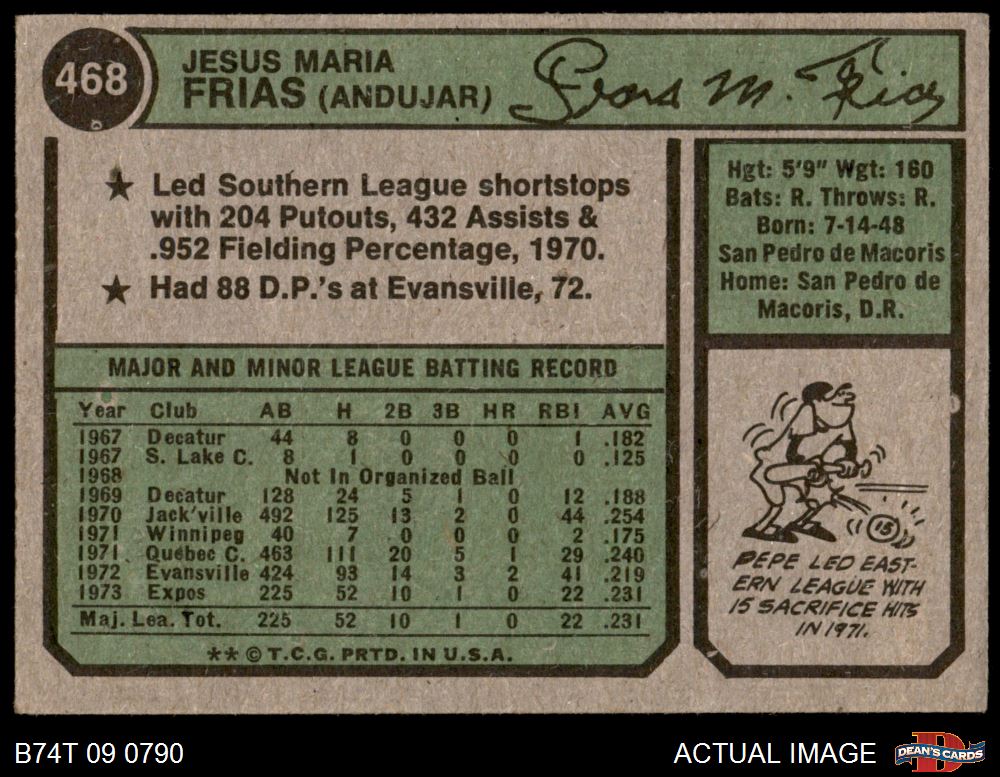 468
JESUS MARIA
FRIAS (ANDUJAR)
Jesus M. Frias
★ Led Southern League shortstops
with 204 Putouts, 432 Assists &
.952 Fielding Percentage, 1970.
★ Had 88 D.P.'s at Evansville, 72.
Hgt: 5'9" Wgt: 160
Bats: R. Throws: R.
Born: 7-14-48
San Pedro de Macoris
Home: San Pedro de
Macoris, D.R.
MAJOR AND MINOR LEAGUE BATTING RECORD
Year Club AB H 2B 3B HR RBI AVG
1967 Decatur 44 8 0 0 0 1 .182
1967 S. Lake C. 8 1 0 0 0 0 .125
1968 Not In Organized Ball
1969 Decatur 128 24 5 1 0 12 .188
1970 Jack'ville 492 125 13 2 0 44 .254
1971 Winnipeg 40 7 0 0 0 2 .175
1971 Quebec C. 463 111 20 5 1 29 .240
1972 Evansville 424 93 14 3 2 41 .219
1973 Expos 225 52 10 1 0 22 .231
Maj. Lea. Tot. 225 52 10 1 0 22 .231
** © T.C.G. PRTD. IN U.S.A.
15
PEPE LED EAST-
ERN LEAGUE WITH
15 SACRIFICE HITS
IN 1971.
B74T 09 0790
ACTUAL IMAGE
D
DEAN'S CARDS